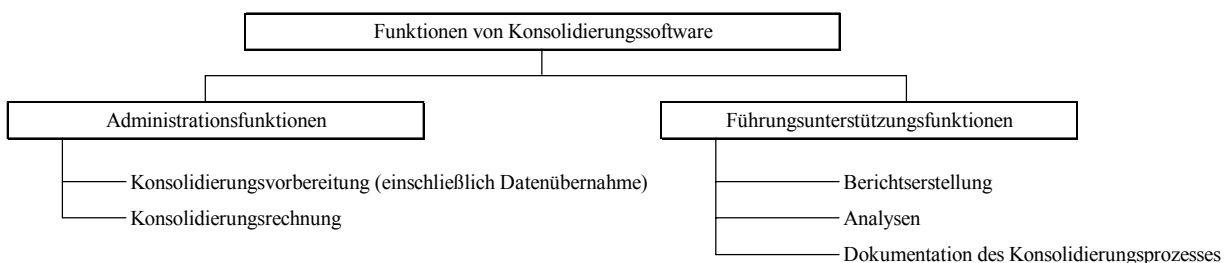 Funktionen von Konsolidierungssoftware
Administrationsfunktionen
Führungsunterstützungsfunktionen
Konsolidierungsvorbereitung (einschließlich Datenübernahme)
Konsolidierungsrechnung
Berichtserstellung
Analysen
Dokumentation des Konsolidierungsprozesses